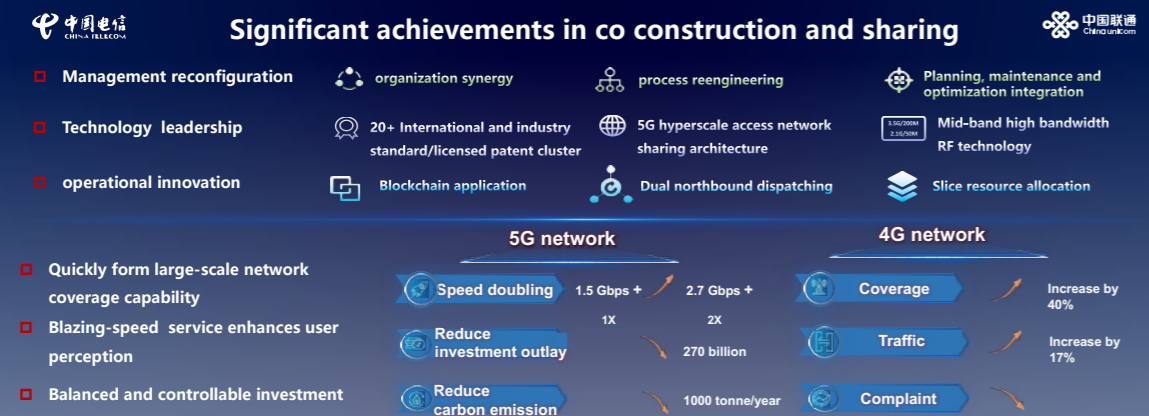 中国电信
CHINA TELECOM
Significant achievements in co construction and sharing
中国联通
China unicom
Management reconfiguration
organization synergy
process reengineering
Planning, maintenance and
optimization integration
Technology leadership
20+ International and industry
standard/licensed patent cluster
5G hyperscale access network
sharing architecture
3.5G/200M
2.1G/50M
Mid-band high bandwidth
RF technology
operational innovation
Blockchain application
Dual northbound dispatching
Slice resource allocation
5G network
4G network
Quickly form large-scale network
coverage capability
Speed doubling
1.5 Gbps +
2.7 Gbps +
1X
2X
Coverage
Increase by
40%
Blazing-speed service enhances user
perception
Reduce
investment outlay
270 billion
Traffic
Increase by
17%
Balanced and controllable investment
Reduce
carbon emission
1000 tonne/year
Complaint